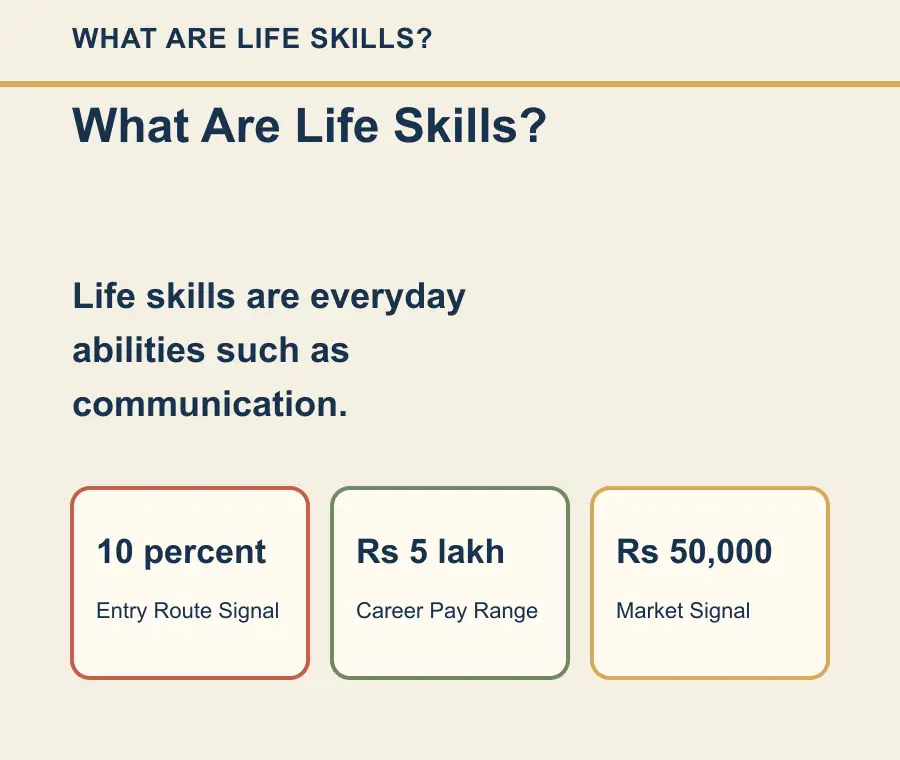 WHAT ARE LIFE SKILLS?
What Are Life Skills?
Life skills are everyday
abilities such as
communication.
10 percent
Entry Route Signal
Rs 5 lakh
Career Pay Range
Rs 50,000
Market Signal